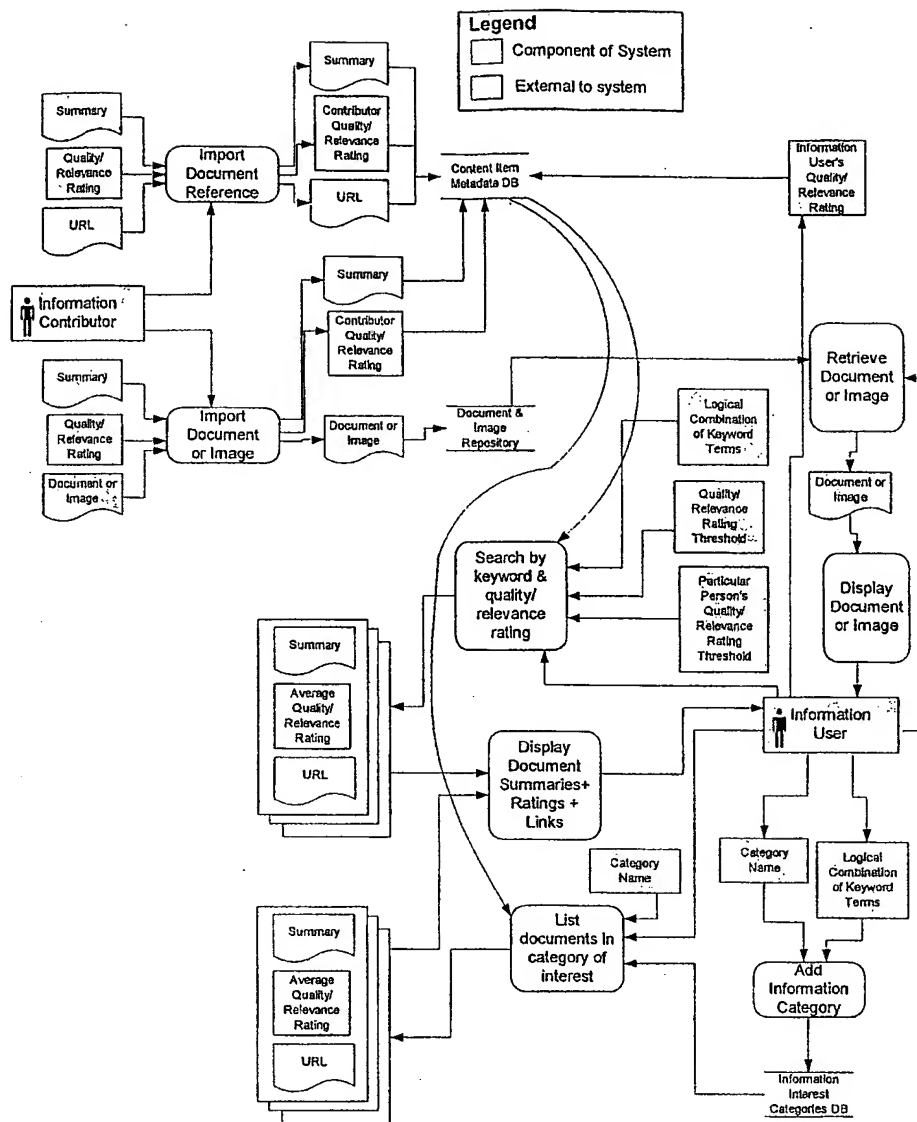 Legend
Component of System
External to system
Summary
Quality/
Relevance
Rating
URL
Import
Document
Reference
Summary
Contributor
Quality/
Relevance
Rating
URL
Content Item
Metadata DB
Information
User's
Quality/
Relevance
Rating
Information
Contributor
Summary
Quality/
Relevance
Rating
Document or
Image
Import
Document
or Image
Summary
Contributor
Quality/
Relevance
Rating
Document or
Image
Document &
Image
Repository
Retrieve
Document
or Image
Document or
Image
Display
Document
or Image
Logical
Combination
of Keyword
Terms
Quality/
Relevance
Rating
Threshold
Particular
Person's
Quality/
Relevance
Rating
Threshold
Search by
keyword &
quality/
relevance
rating
Summary
Average
Quality/
Relevance
Rating
URL
Display
Document
Summaries+
Ratings +
Links
Information
User
Category
Name
Logical
Combination
of Keyword
Terms
Category
Name
List
documents in
category of
interest
Summary
Average
Quality/
Relevance
Rating
URL
Add
Information
Category
Information
Interest
Categories DB